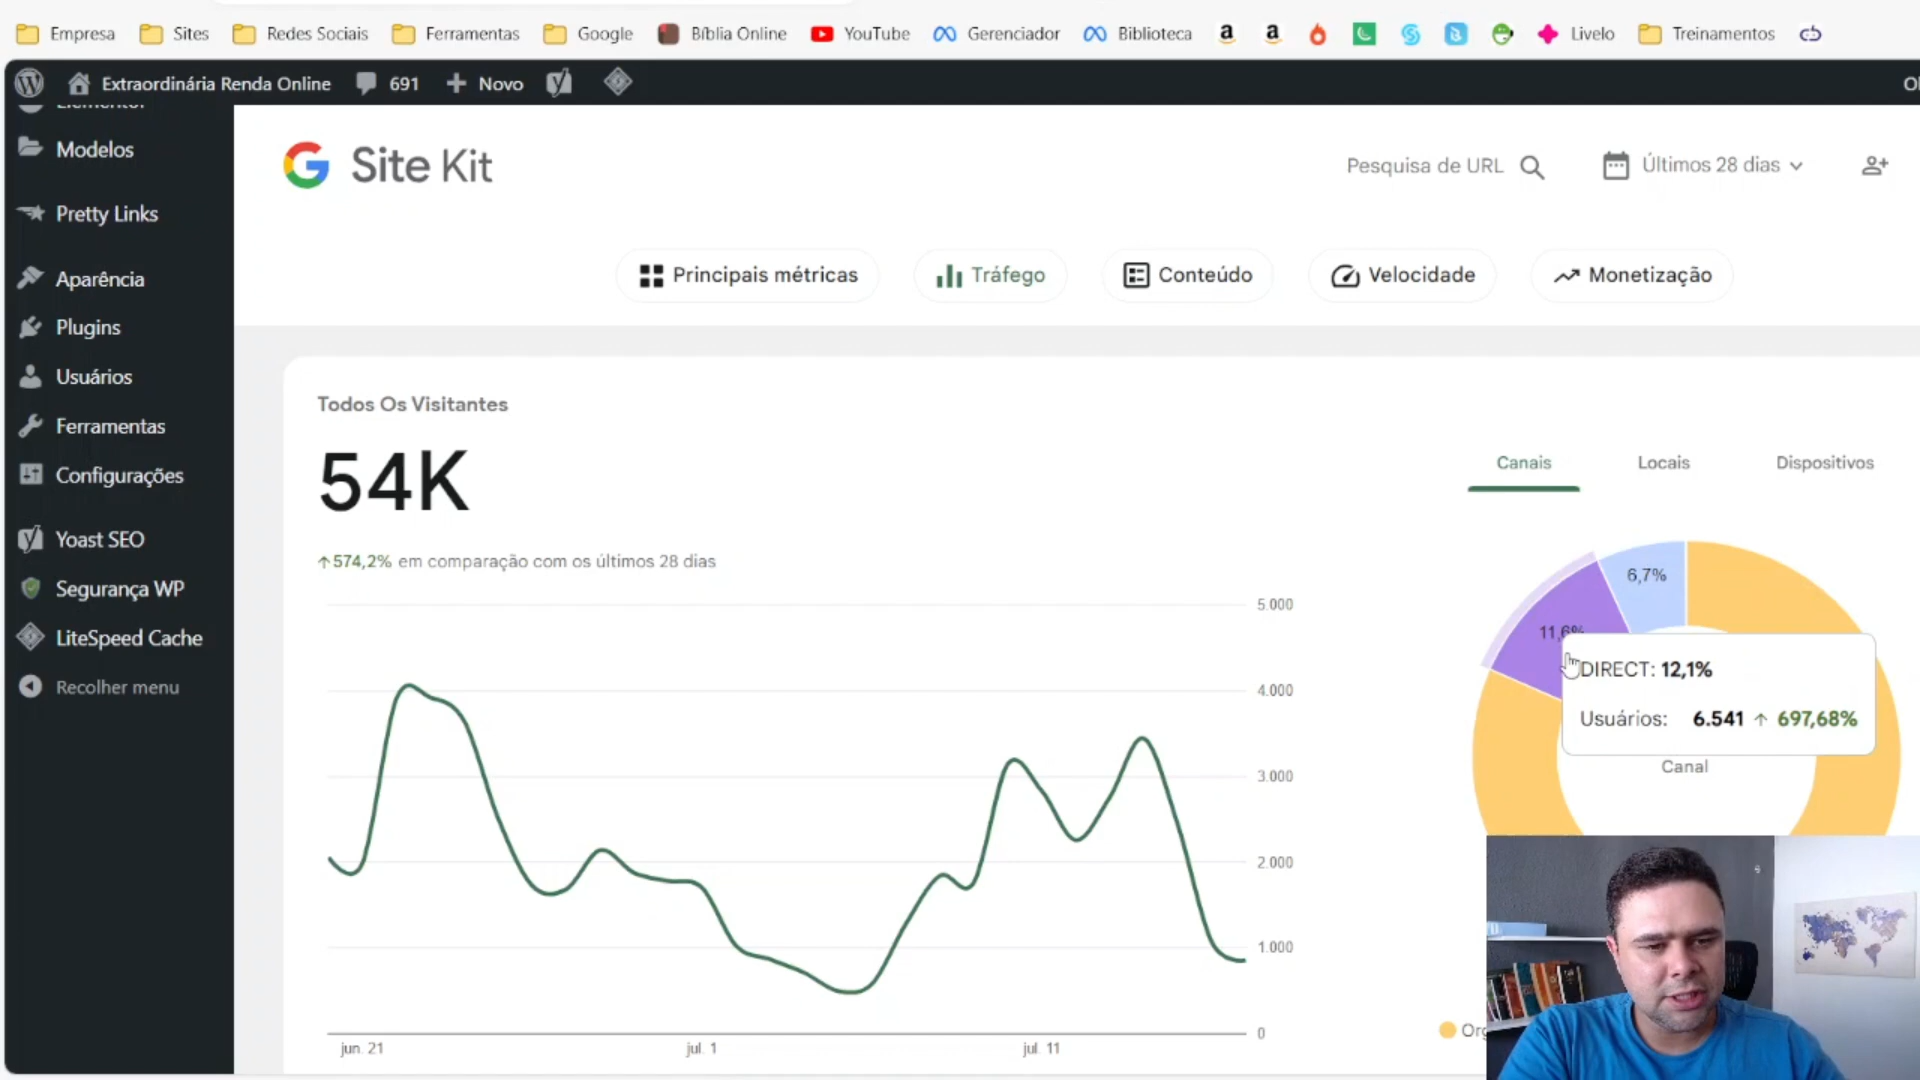 Empresa Sites Redes Sociais Ferramentas Google Bíblia Online YouTube Gerenciador Biblioteca Livelo Treinamentos
Extraordinária Renda Online 691 Novo
Elementor
Modelos
Pretty Links
Aparência
Plugins
Usuários
Ferramentas
Configurações
Yoast SEO
Segurança WP
LiteSpeed Cache
Recolher menu
Site Kit
Pesquisa de URL
Últimos 28 dias
Principais métricas
Tráfego
Conteúdo
Velocidade
Monetização
Todos Os Visitantes
54K
574,2% em comparação com os últimos 28 dias
5.000
4.000
3.000
2.000
1.000
0
jun. 21
jul. 1
jul. 11
Canais
Locais
Dispositivos
6,7%
11,6%
DIRECT: 12,1%
Usuários: 6.541 ↑ 697,68%
Canal